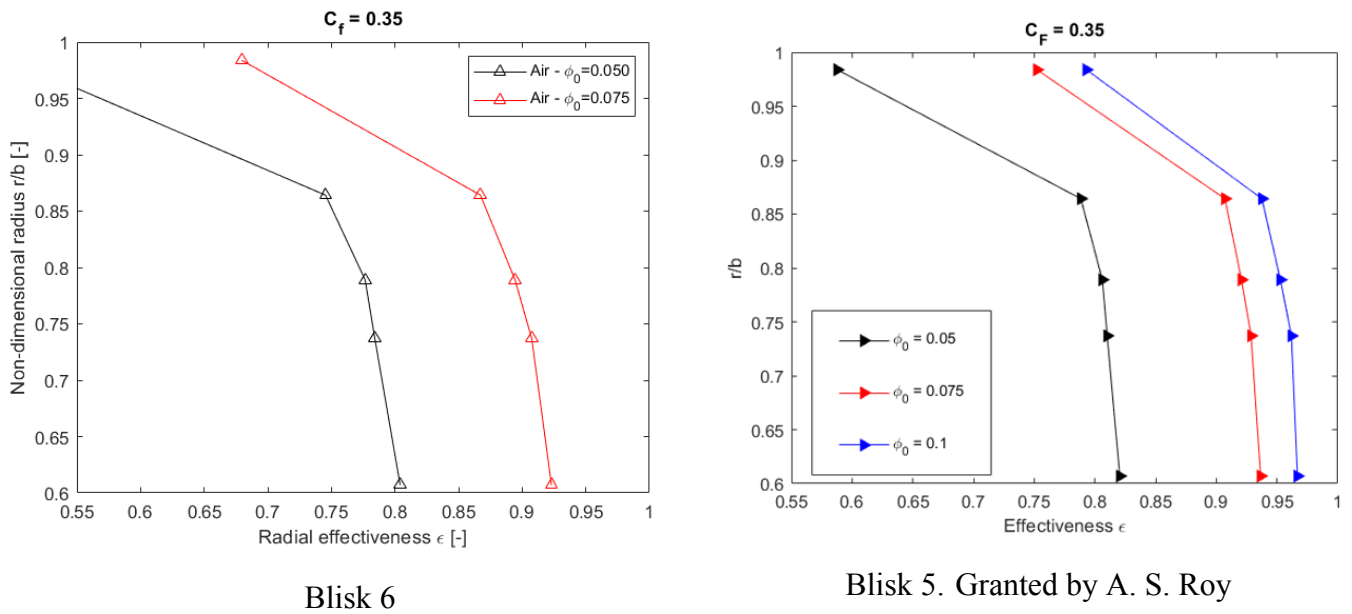 C_f = 0.35
Non-dimensional radius r/b [-]
1
0.95
0.9
0.85
0.8
0.75
0.7
0.65
0.6
Air - ϕ_0=0.050
Air - ϕ_0=0.075
0.55 0.6 0.65 0.7 0.75 0.8 0.85 0.9 0.95 1
Radial effectiveness ϵ [-]
Blisk 6
C_F = 0.35
r/b
1
0.95
0.9
0.85
0.8
0.75
0.7
0.65
0.6
ϕ_0 = 0.05
ϕ_0 = 0.075
ϕ_0 = 0.1
0.55 0.6 0.65 0.7 0.75 0.8 0.85 0.9 0.95 1
Effectiveness ϵ
Blisk 5. Granted by A. S. Roy